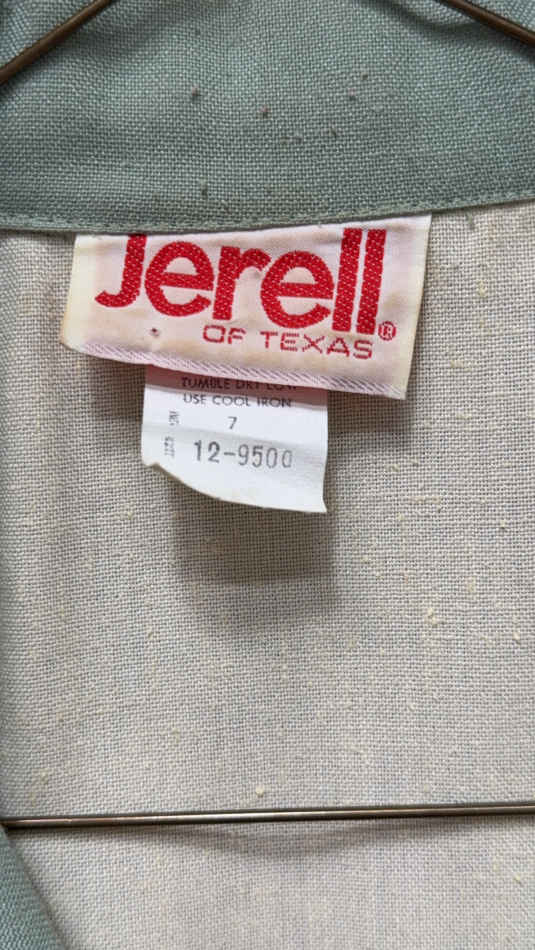 Jerell®
OF TEXAS
TUMBLE DRY LOW
USE COOL IRON
7
12-9500